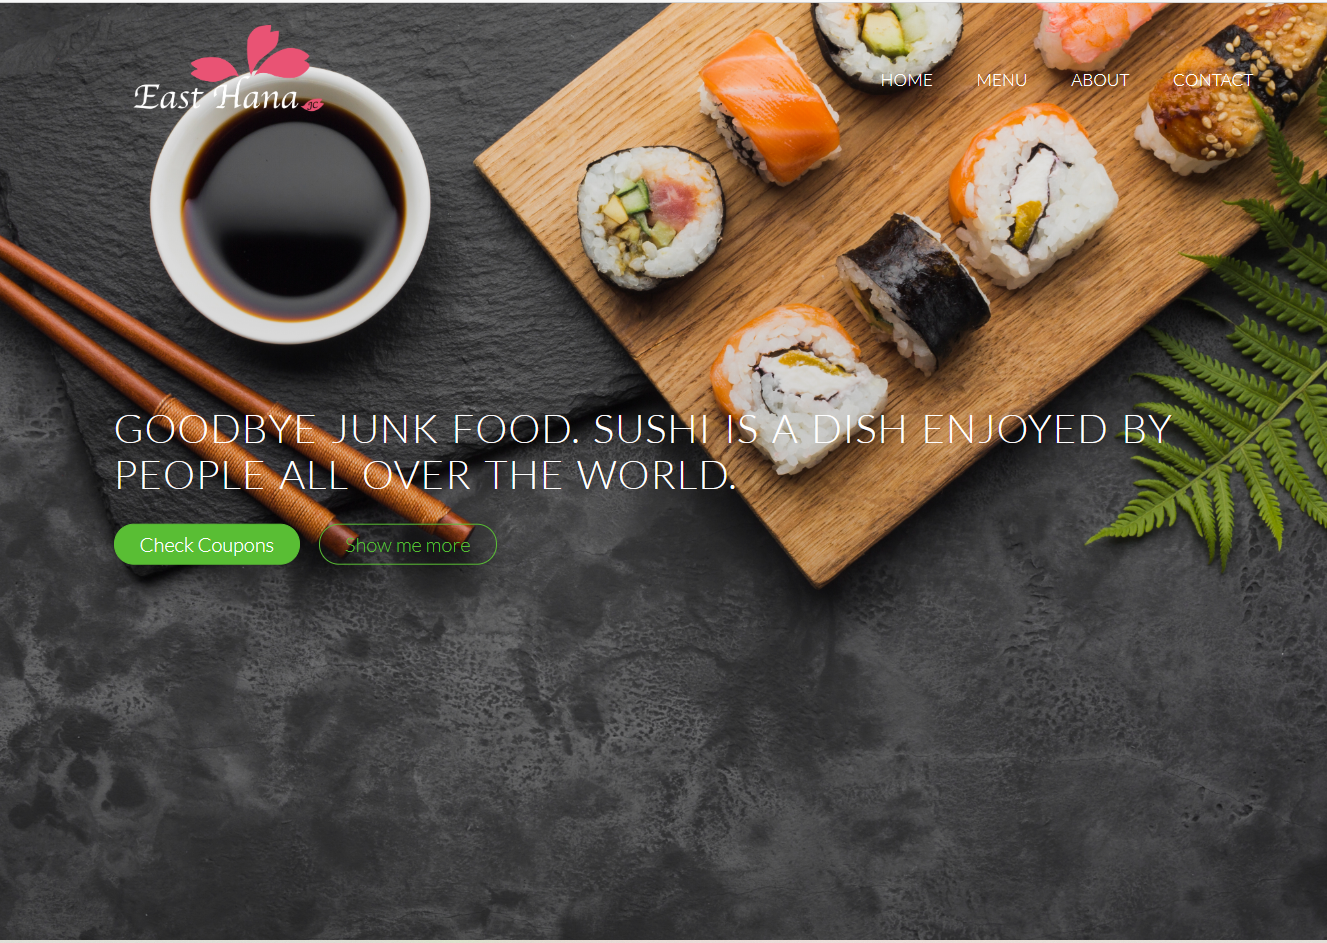 East Hana
HOME MENU ABOUT CONTACT
GOODBYE JUNK FOOD. SUSHI IS A DISH ENJOYED BY
PEOPLE ALL OVER THE WORLD.
Check Coupons Show me more